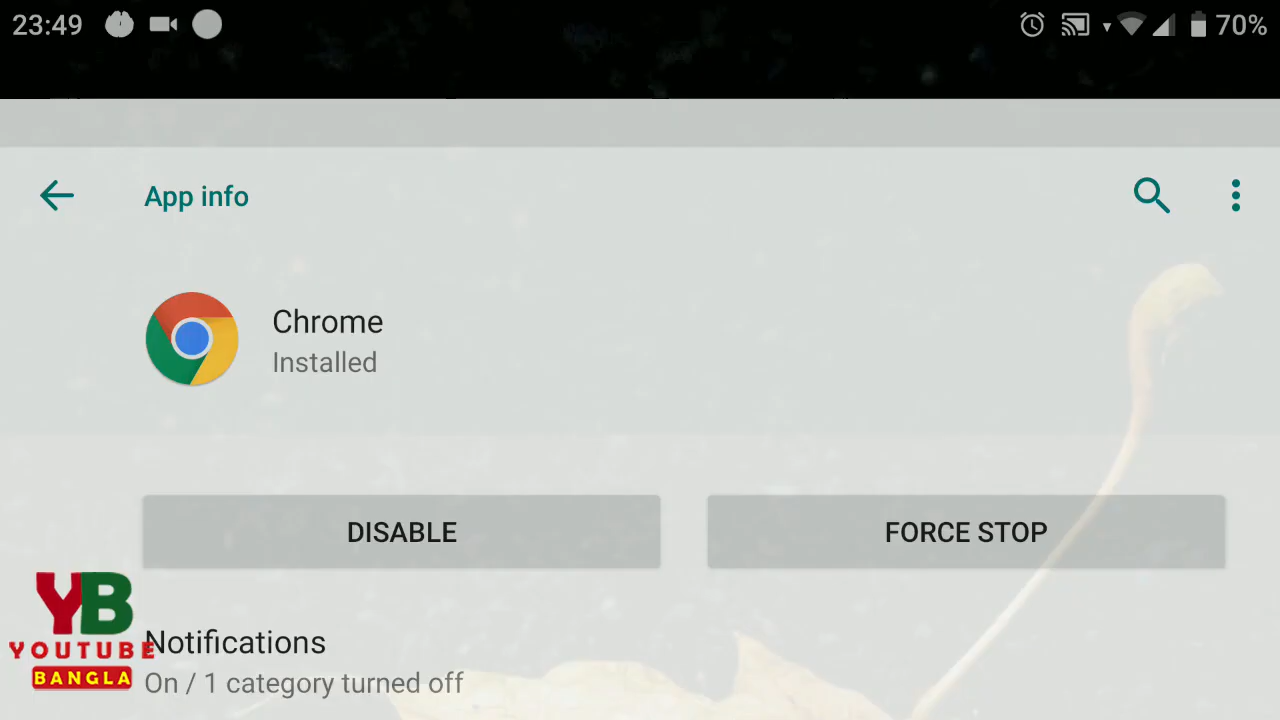 23:49
70%
App info
Chrome
Installed
DISABLE
FORCE STOP
Notifications
On / 1 category turned off
YB
YOUTUBE
BANGLA